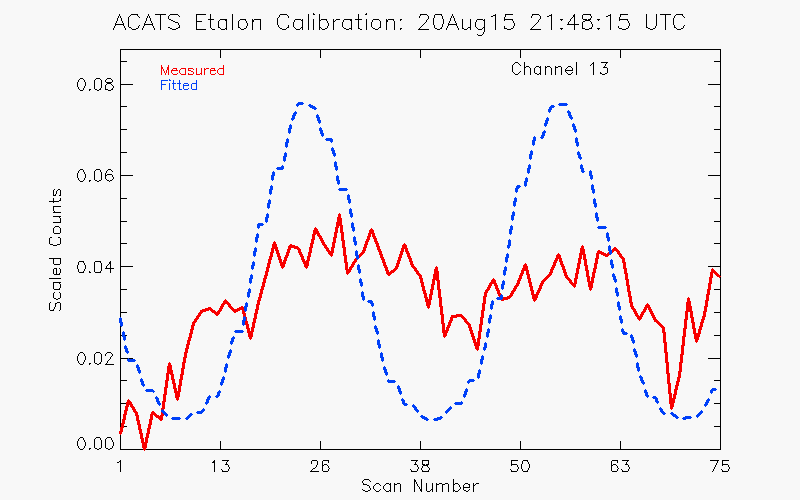 ACATS Etalon Calibration: 20Aug15 21:48:15 UTC
Measured
Fitted
Channel 13
0.08
0.06
0.04
0.02
0.00
Scaled Counts
1 13 26 38 50 63 75
Scan Number